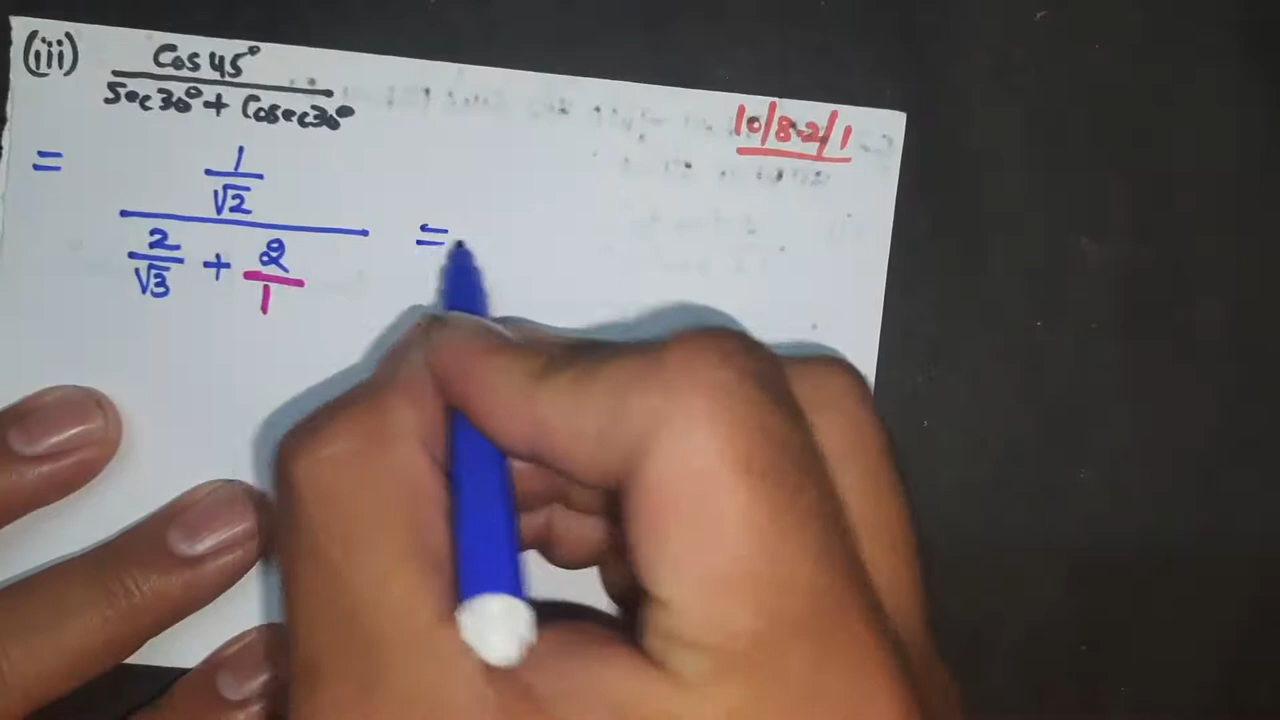 (iii) Cos 45°
Sec 30° + Cosec 30°
10/8.2/1
= 1
√2
2 + 2 =
√3 1